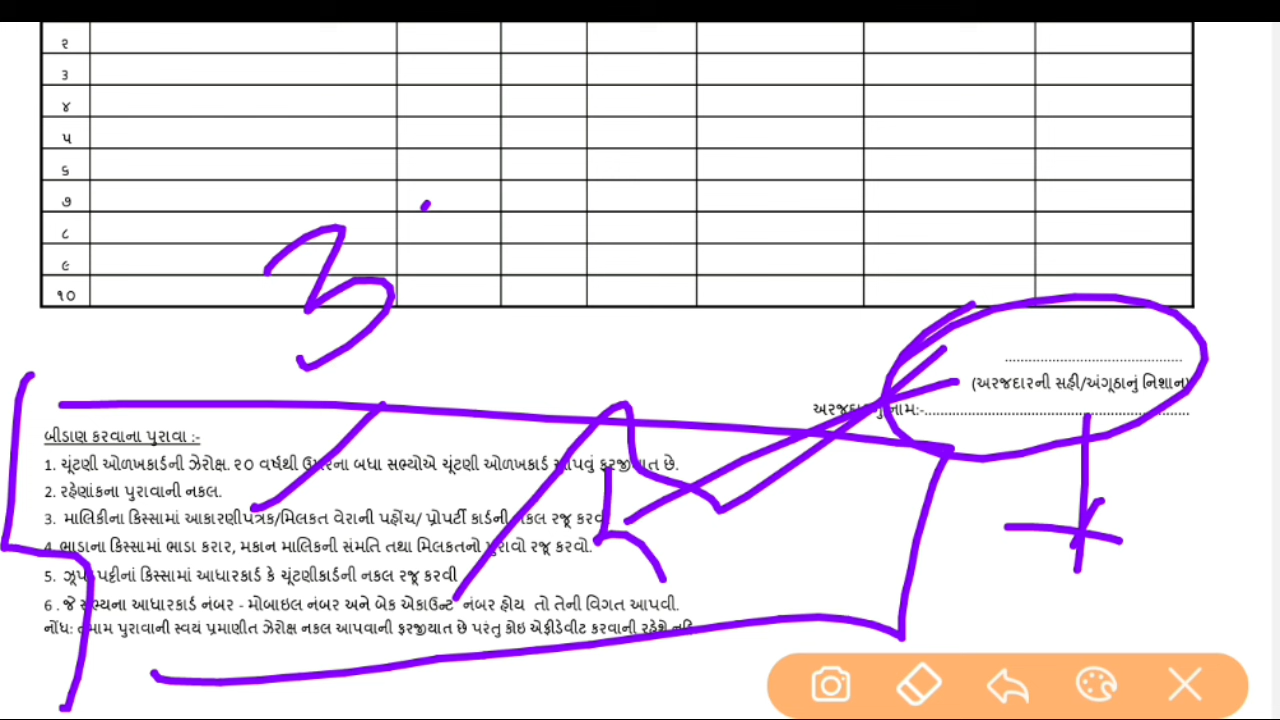 ૨
૩
૪
૫
૬
૭
૮
૯
૧૦
3
(અરજદારની સહી/અંગૂઠાનું નિશાન)
અરજદારનું નામ:-
બીડાણ કરવાના પુરાવા :-
1. ચૂંટણી ઓળખકાર્ડની ઝેરોક્ષ. ૨૦ વર્ષથી ઉપરના બધા સભ્યોએ ચૂંટણી ઓળખકાર્ડ આપવું ફરજીયાત છે.
2. રહેણાંકના પુરાવાની નકલ.
3. માલિકીના કિસ્સામાં આકારણીપત્રક/મિલકત વેરાની પહોંચ/ પ્રોપર્ટી કાર્ડની નકલ રજૂ કરવી
4. ભાડાના કિસ્સામાં ભાડા કરાર, મકાન માલિકની સંમતિ તથા મિલકતનો પુરાવો રજૂ કરવો.
5. ઝૂપડપટ્ટીનાં કિસ્સામાં આધારકાર્ડ કે ચૂંટણીકાર્ડની નકલ રજૂ કરવી
6 . જે સભ્યના આધારકાર્ડ નંબર - મોબાઇલ નંબર અને બેક એકાઉન્ટ નંબર હોય તો તેની વિગત આપવી.
નોંધ: તમામ પુરાવાની સ્વયં પ્રમાણીત ઝેરોક્ષ નકલ આપવાની ફરજીયાત છે પરંતુ કોઇ એફીડેવીટ કરવાની રહેશે નહિ